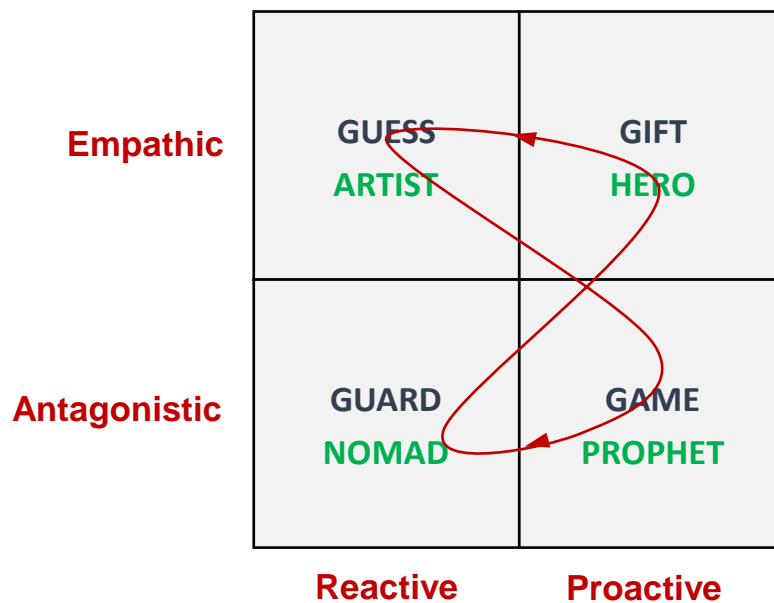 Empathic
GUESS
ARTIST
GIFT
HERO
Antagonistic
GUARD
NOMAD
GAME
PROPHET
Reactive
Proactive